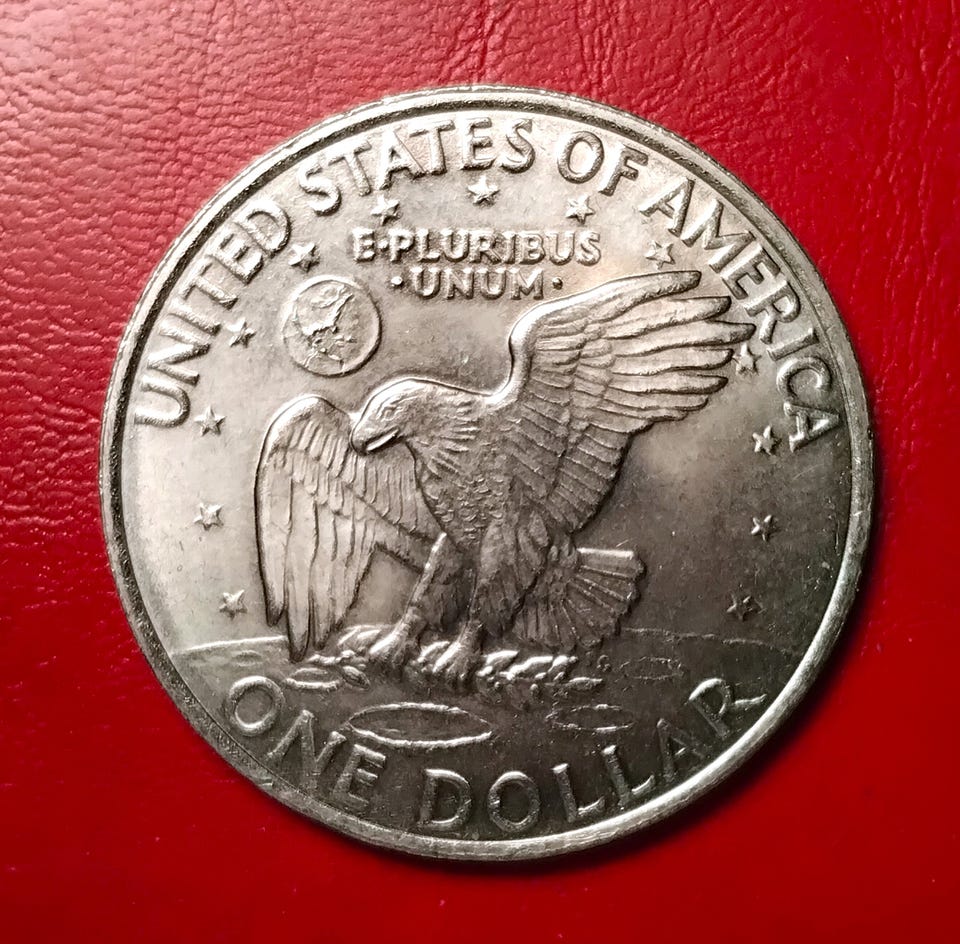 UNITED STATES OF AMERICA
E·PLURIBUS
·UNUM·
ONE DOLLAR